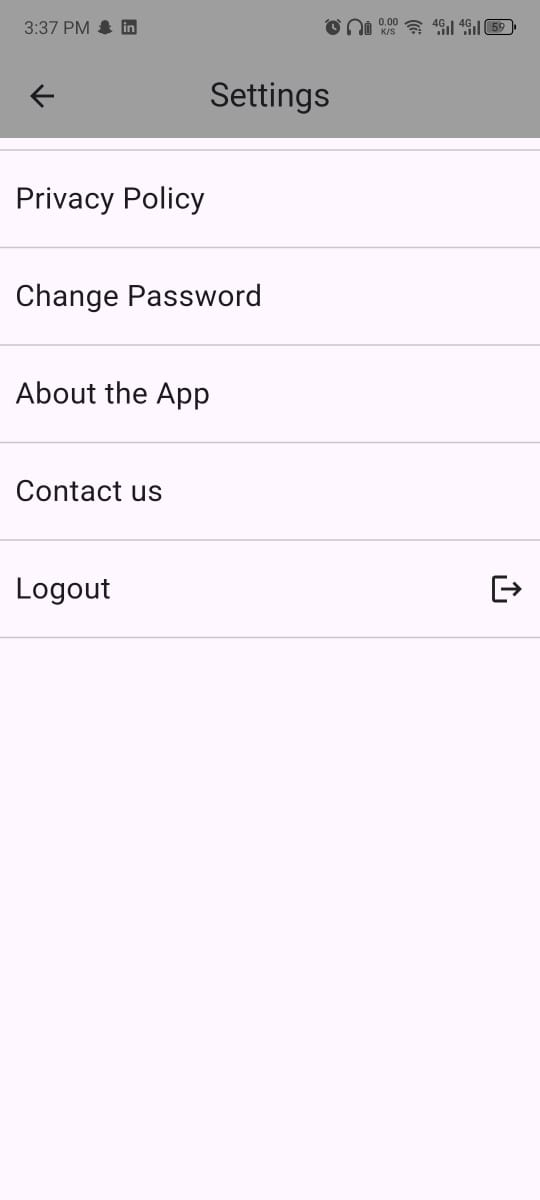 3:37 PM in 0.00 K/S 4G 4G 59
Settings
Privacy Policy
Change Password
About the App
Contact us
Logout